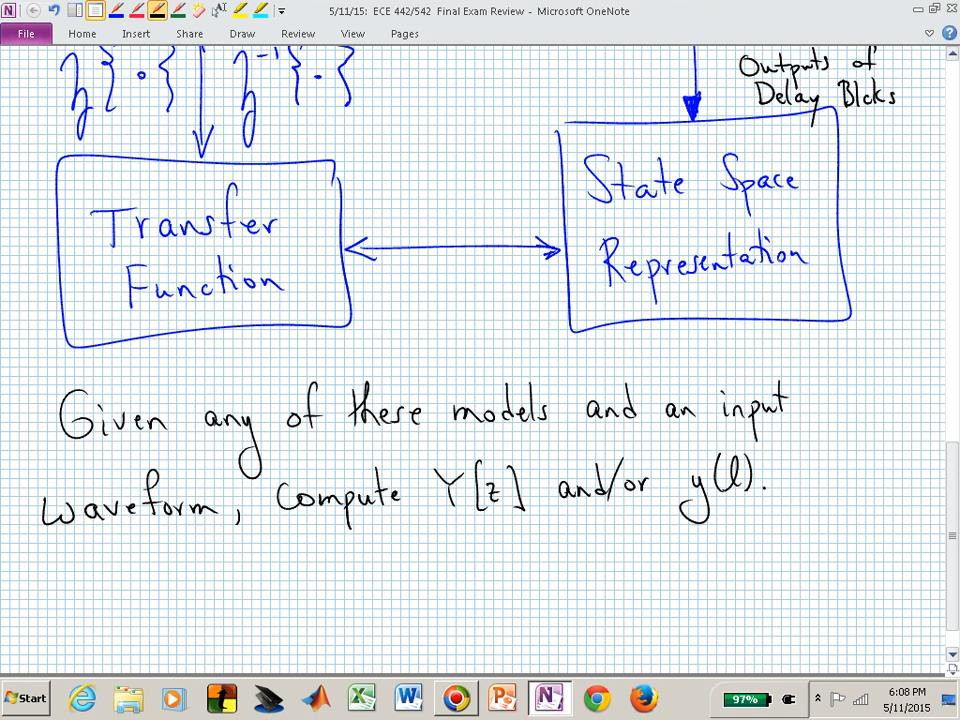 5/11/15: ECE 442/542 Final Exam Review - Microsoft OneNote
File Home Insert Share Draw Review View Pages
Outputs of
Delay Blcks
State Space
Representation
Transfer
Function
Given any of these models and an input
waveform, compute Y[z] and/or y(l).
Start
97%
6:08 PM
5/11/2015